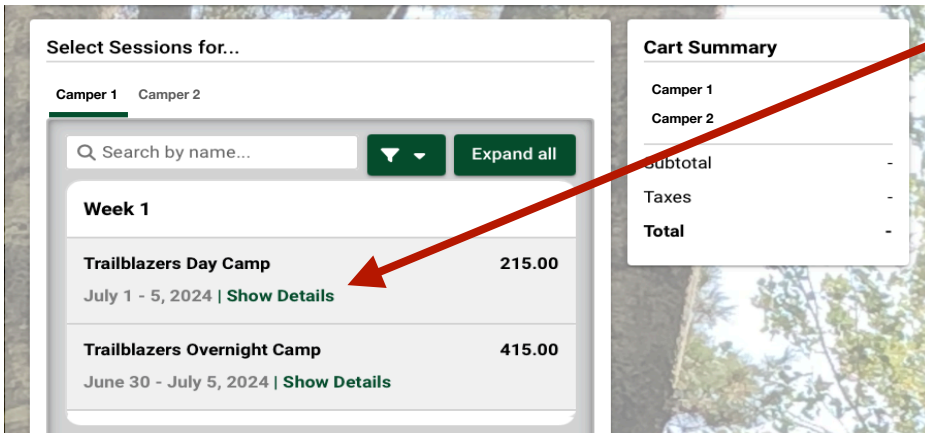 Select Sessions for...
Camper 1 Camper 2
Search by name...
Expand all
Week 1
Trailblazers Day Camp 215.00
July 1 - 5, 2024 | Show Details
Trailblazers Overnight Camp 415.00
June 30 - July 5, 2024 | Show Details
Cart Summary
Camper 1
Camper 2
Subtotal -
Taxes -
Total -